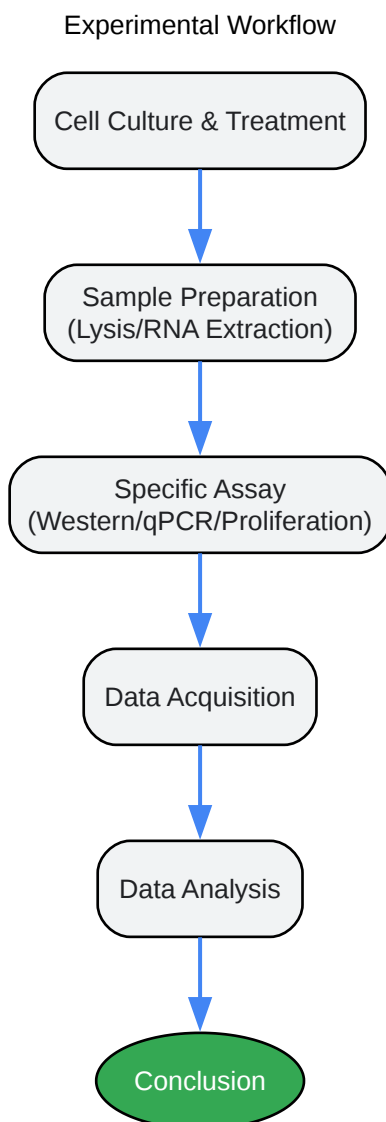 Experimental Workflow
Cell Culture & Treatment
Sample Preparation
(Lysis/RNA Extraction)
Specific Assay
(Western/qPCR/Proliferation)
Data Acquisition
Data Analysis
Conclusion